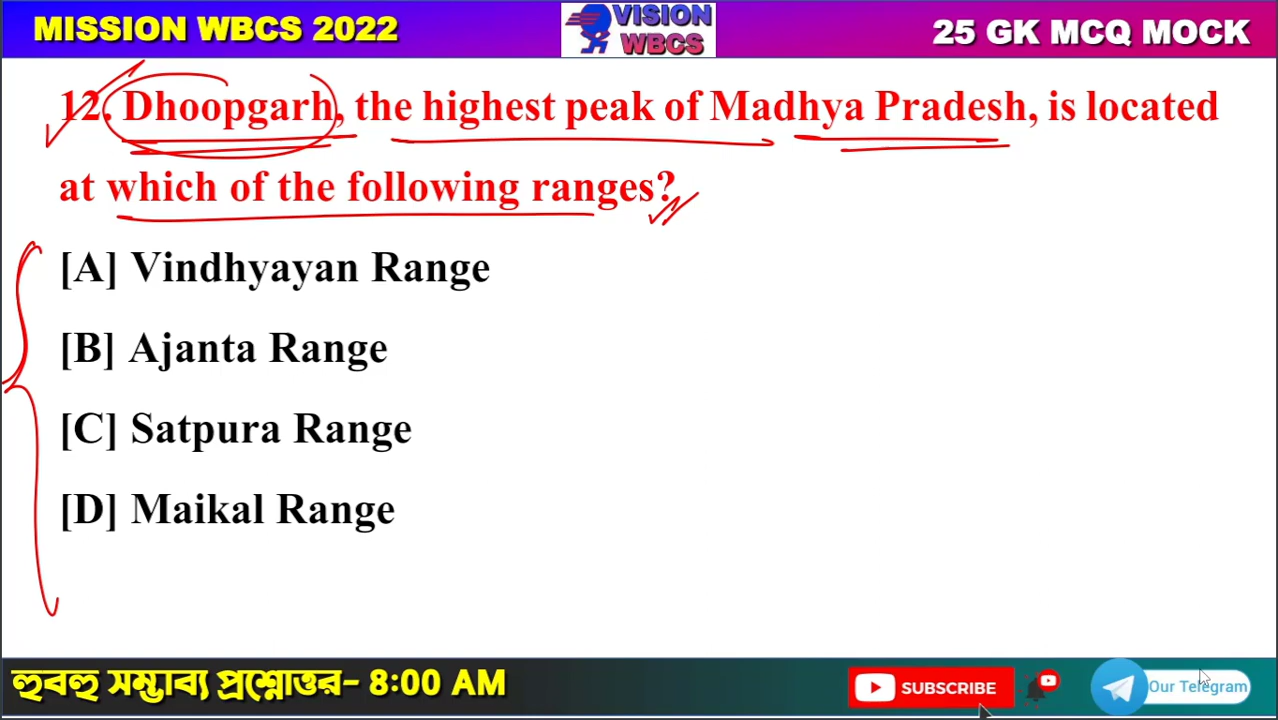 MISSION WBCS 2022
VISION
WBCS
25 GK MCQ MOCK
12. Dhoopgarh, the highest peak of Madhya Pradesh, is located
at which of the following ranges?
[A] Vindhyayan Range
[B] Ajanta Range
[C] Satpura Range
[D] Maikal Range
হুবহু সম্ভাব্য প্রশ্নোত্তর- 8:00 AM
SUBSCRIBE
Our Telegram